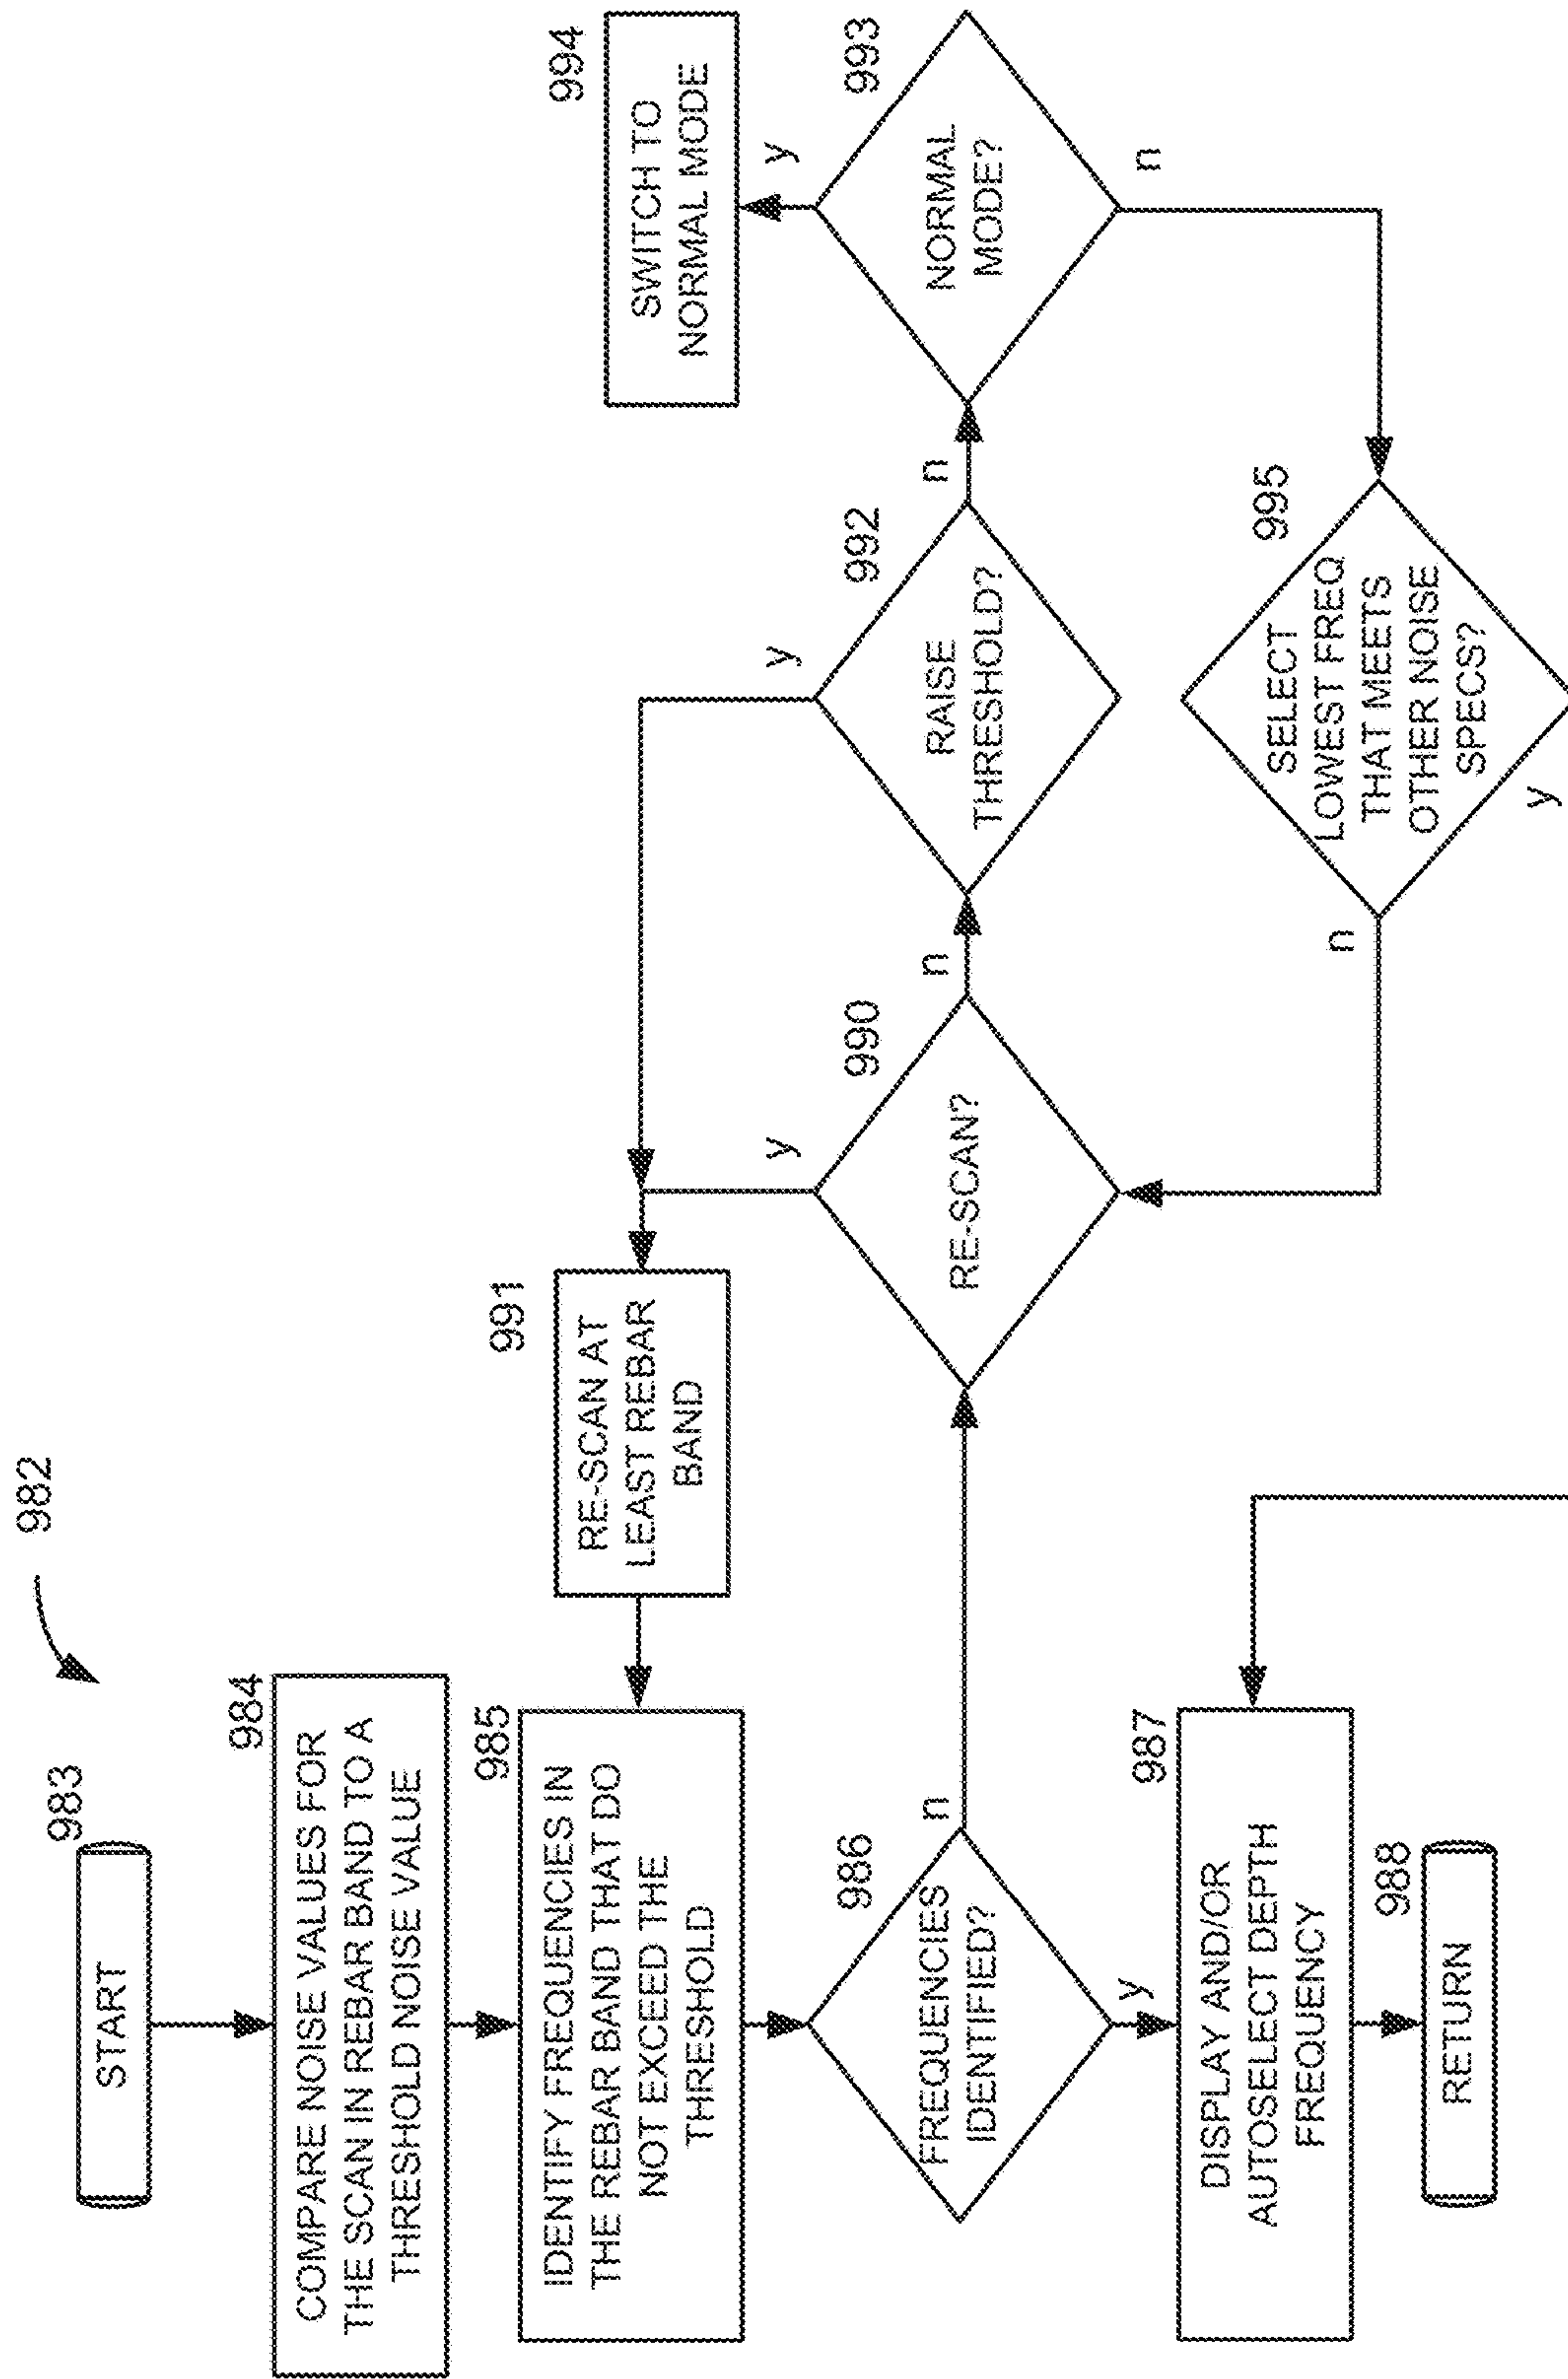 982
983
START
984
COMPARE NOISE VALUES FOR
THE SCAN IN REBAR BAND TO A
THRESHOLD NOISE VALUE
985
IDENTIFY FREQUENCIES IN
THE REBAR BAND THAT DO
NOT EXCEED THE
THRESHOLD
986
FREQUENCIES
IDENTIFIED?
n
y
987
DISPLAY AND/OR
AUTOSELECT DEPTH
FREQUENCY
988
RETURN
991
RE-SCAN AT
LEAST REBAR
BAND
990
RE-SCAN?
y
n
992
RAISE
THRESHOLD?
y
n
993
NORMAL
MODE?
y
n
994
SWITCH TO
NORMAL MODE
995
SELECT
LOWEST FREQ
THAT MEETS
OTHER NOISE
SPECS?
n
y